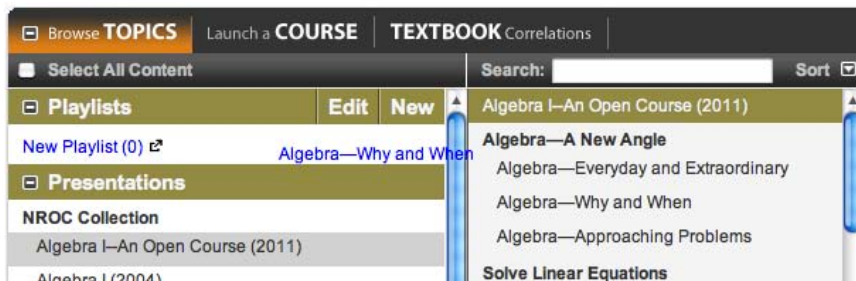 Browse TOPICS Launch a COURSE TEXTBOOK Correlations
Select All Content
Search:
Sort
Playlists Edit New
New Playlist (0)
Algebra—Why and When
Presentations
NROC Collection
Algebra I--An Open Course (2011)
Algebra I (2004)
Algebra I--An Open Course (2011)
Algebra—A New Angle
Algebra—Everyday and Extraordinary
Algebra—Why and When
Algebra—Approaching Problems
Solve Linear Equations